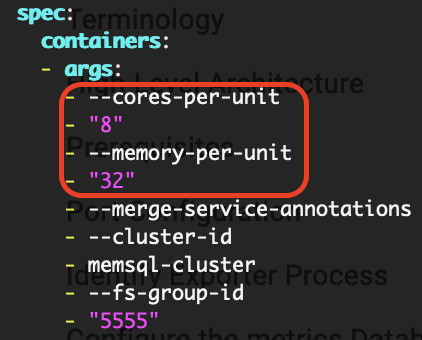 spec:
Terminology
containers:
- args:
High Level Architecture
- --cores-per-unit
- "8"
Prerequisites
- --memory-per-unit
- "32"
Port Configuration
- --merge-service-annotations
- --cluster-id
- memsql-cluster
Identify Exporter Process
- --fs-group-id
- "5555"
Configure the metrics Datab